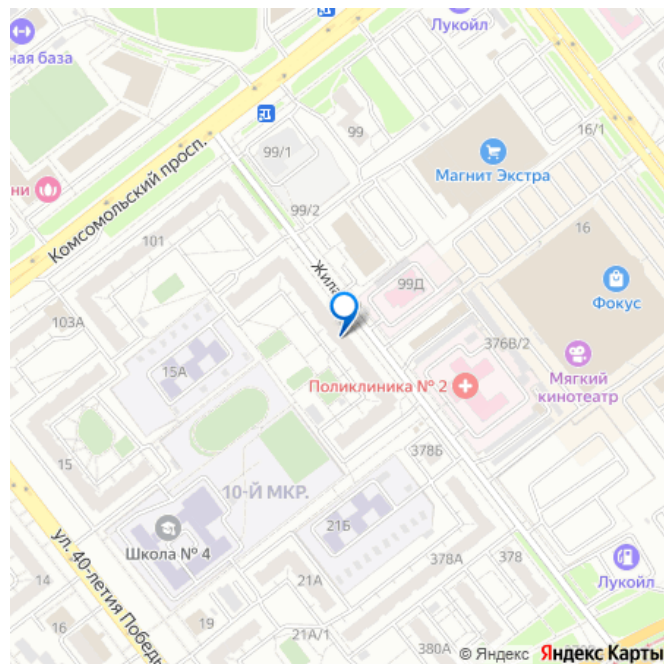 Лукойл
ная база
16/1
99
99/1
Магнит Экстра
Комсомольский просп.
ни
99/2
16
101
Жила
99Д
Фокус
103А
376В/2
15А
Мягкий
кинотеатр
Поликлиника № 2
378Б
15
10-Й МКР.
21Б
Школа № 4
378А
378
ул. 40-летия Победы
Лукойл
14
21А
19
16
21А/1
380А
© Яндекс Яндекс Карты